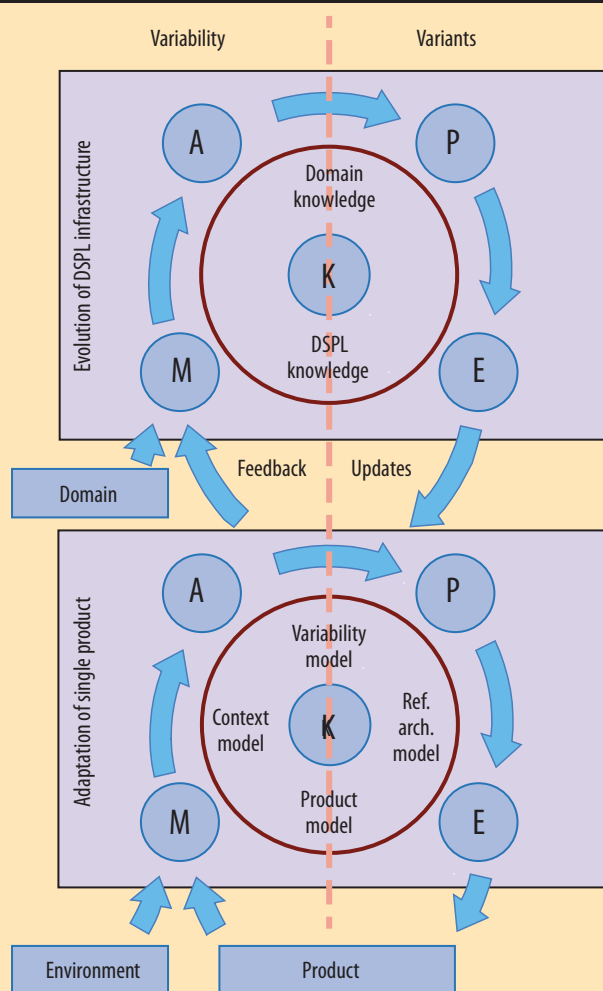 Variability
Variants
Evolution of DSPL infrastructure
A
P
Domain
knowledge
K
DSPL
knowledge
M
E
Feedback
Updates
Domain
Adaptation of single product
A
P
Variability
model
Context
model
K
Ref.
arch.
model
Product
model
M
E
Environment
Product